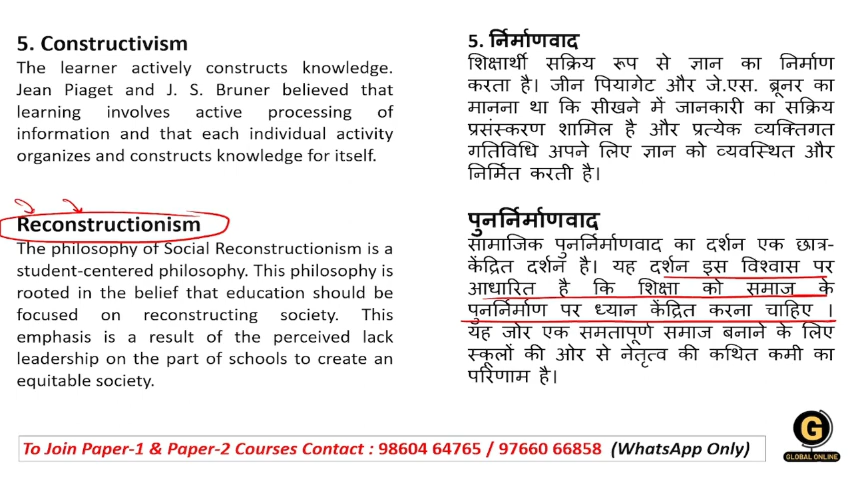 5. Constructivism
The learner actively constructs knowledge.
Jean Piaget and J. S. Bruner believed that
learning involves active processing of
information and that each individual activity
organizes and constructs knowledge for itself.
Reconstructionism
The philosophy of Social Reconstructionism is a
student-centered philosophy. This philosophy is
rooted in the belief that education should be
focused on reconstructing society. This
emphasis is a result of the perceived lack
leadership on the part of schools to create an
equitable society.
5. निर्माणवाद
शिक्षार्थी सक्रिय रूप से ज्ञान का निर्माण
करता है। जीन पियागेट और जे.एस. ब्रूनर का
मानना था कि सीखने में जानकारी का सक्रिय
प्रसंस्करण शामिल है और प्रत्येक व्यक्तिगत
गतिविधि अपने लिए ज्ञान को व्यवस्थित और
निर्मित करती है।
पुनर्निर्माणवाद
सामाजिक पुनर्निर्माणवाद का दर्शन एक छात्र-
केंद्रित दर्शन है। यह दर्शन इस विश्वास पर
आधारित है कि शिक्षा को समाज के
पुनर्निर्माण पर ध्यान केंद्रित करना चाहिए ।
यह जोर एक समतापूर्ण समाज बनाने के लिए
स्कूलों की ओर से नेतृत्व की कथित कमी का
परिणाम है।
To Join Paper-1 & Paper-2 Courses Contact : 98604 64765 / 97660 66858 (WhatsApp Only)
G
GLOBAL ONLINE